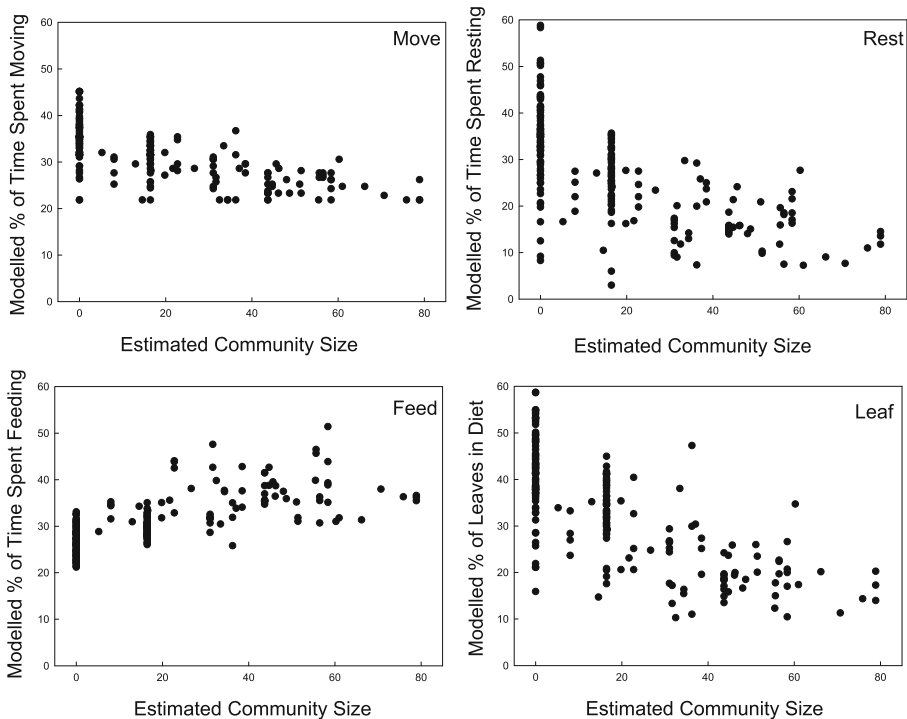 Modelled % of Time Spent Moving
60
50
40
30
20
10
0
Move
0 20 40 60 80
Estimated Community Size
Modelled % of Time Spent Resting
60
50
40
30
20
10
0
Rest
0 20 40 60 80
Estimated Community Size
Modelled % of Time Spent Feeding
60
50
40
30
20
10
0
Feed
0 20 40 60 80
Estimated Community Size
Modelled % of Leaves in Diet
60
50
40
30
20
10
0
Leaf
0 20 40 60 80
Estimated Community Size